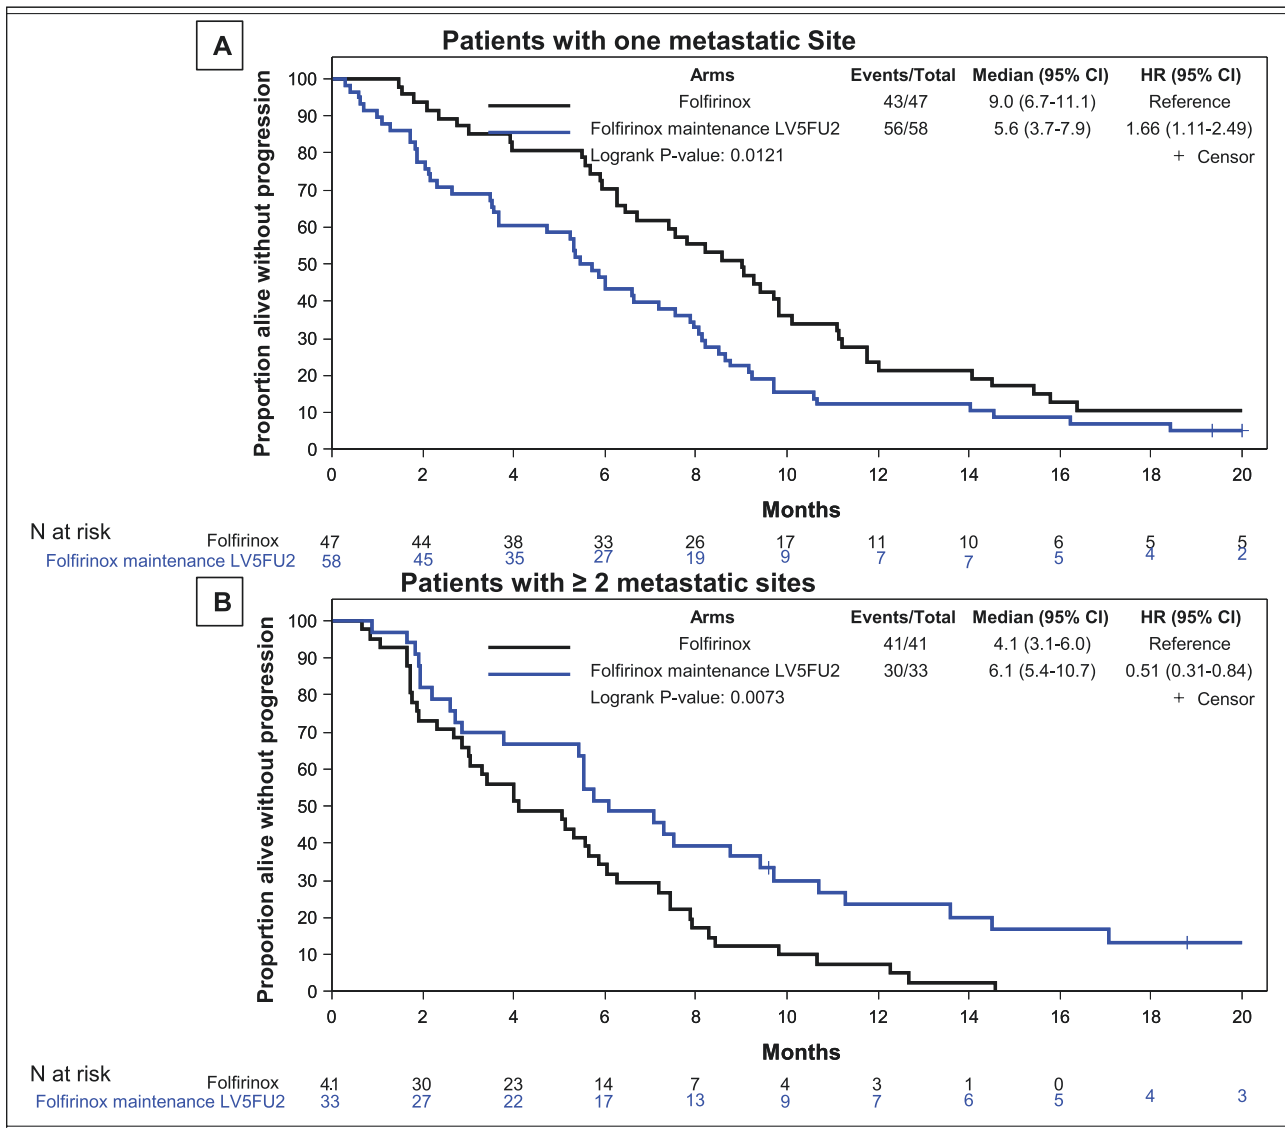 A
Patients with one metastatic Site
Arms Events/Total Median (95% CI) HR (95% CI)
Folfirinox 43/47 9.0 (6.7-11.1) Reference
Folfirinox maintenance LV5FU2 56/58 5.6 (3.7-7.9) 1.66 (1.11-2.49)
Logrank P-value: 0.0121 + Censor
Proportion alive without progression
100
90
80
70
60
50
40
30
20
10
0
0 2 4 6 8 10 12 14 16 18 20
Months
N at risk
Folfirinox 47 44 38 33 26 17 11 10 6 5 5
Folfirinox maintenance LV5FU2 58 45 35 27 19 9 7 7 5 4 2
B
Patients with ≥ 2 metastatic sites
Arms Events/Total Median (95% CI) HR (95% CI)
Folfirinox 41/41 4.1 (3.1-6.0) Reference
Folfirinox maintenance LV5FU2 30/33 6.1 (5.4-10.7) 0.51 (0.31-0.84)
Logrank P-value: 0.0073 + Censor
Proportion alive without progression
100
90
80
70
60
50
40
30
20
10
0
0 2 4 6 8 10 12 14 16 18 20
Months
N at risk
Folfirinox 41 30 23 14 7 4 3 1 0
Folfirinox maintenance LV5FU2 33 27 22 17 13 9 7 6 5 4 3